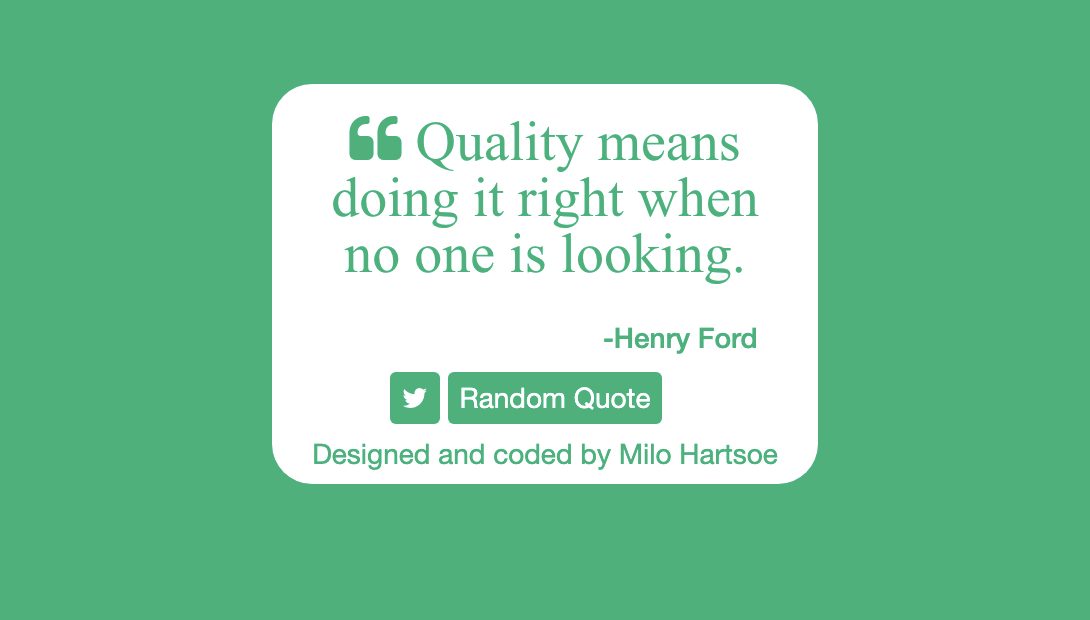 “ Quality means
doing it right when
no one is looking.
-Henry Ford
Random Quote
Designed and coded by Milo Hartsoe